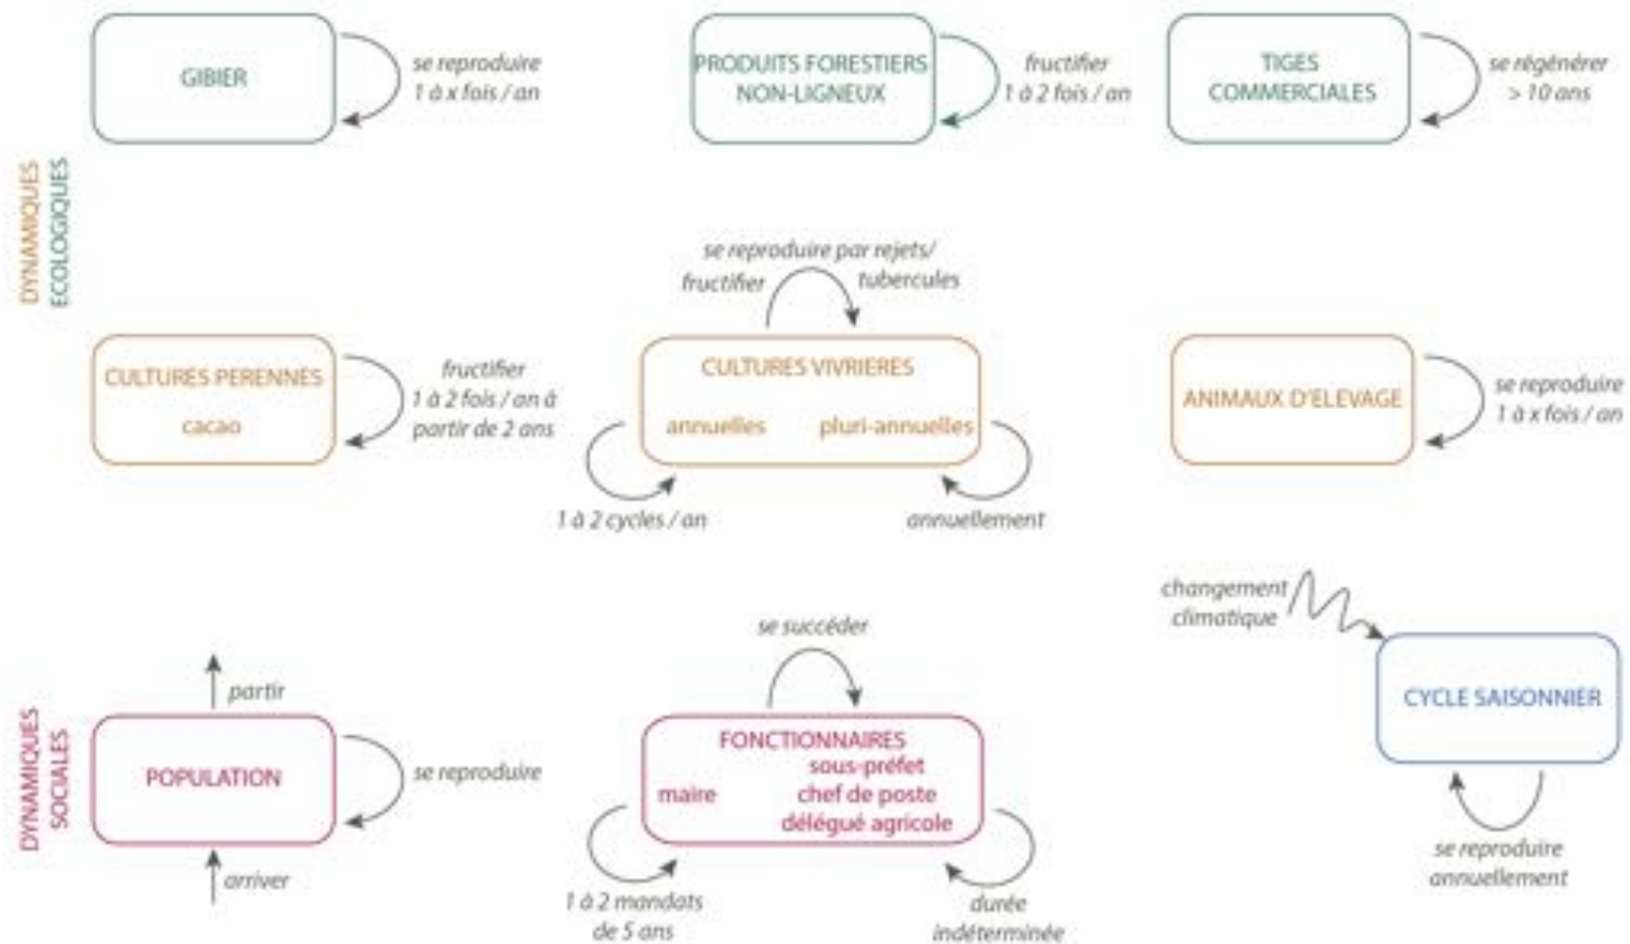 GIBIER
se reproduire
1 à x fois / an
PRODUITS FORESTIERS
NON-LIGNEUX
fructifier
1 à 2 fois / an
TIGES
COMMERCIALES
se régénérer
> 10 ans
DYNAMIQUES
ECOLOGIQUES
CULTURES PERENNES
cacao
fructifier
1 à 2 fois / an à
partir de 2 ans
se reproduire par rejets/
fructifier
tubercules
CULTURES VIVRIERES
annuelles
pluri-annuelles
1 à 2 cycles / an
annuellement
ANIMAUX D'ELEVAGE
se reproduire
1 à x fois / an
DYNAMIQUES
SOCIALES
partir
POPULATION
se reproduire
arriver
se succéder
FONCTIONNAIRES
maire
sous-préfet
chef de poste
délégué agricole
1 à 2 mandats
de 5 ans
durée
indéterminée
changement
climatique
CYCLE SAISONNIER
se reproduire
annuellement